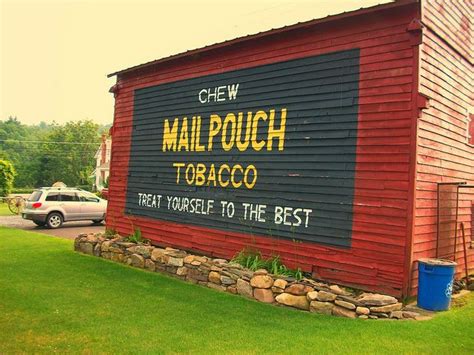 CHEW
MAIL POUCH
TOBACCO
TREAT YOURSELF TO THE BEST